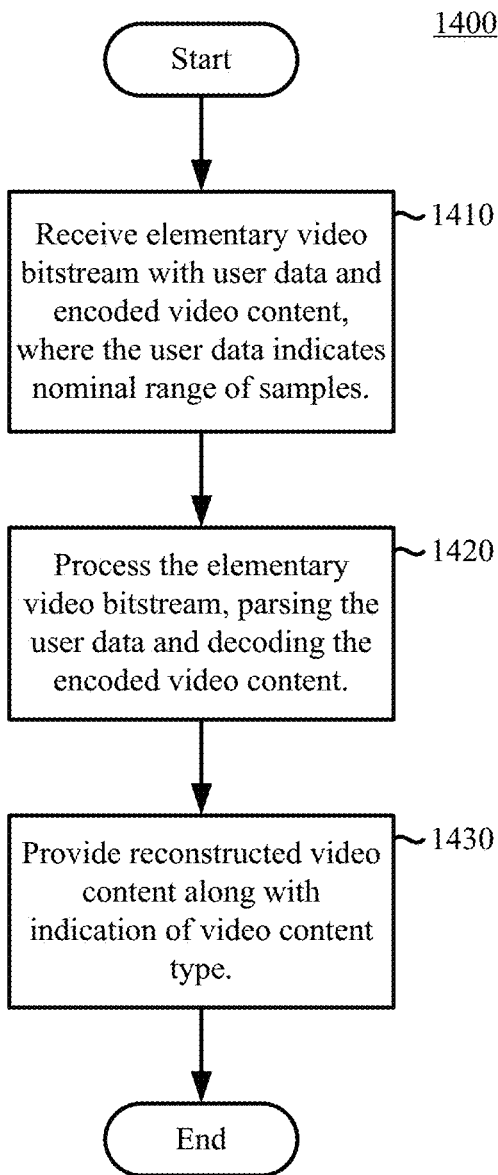 1400
Start
1410
Receive elementary video
bitstream with user data and
encoded video content,
where the user data indicates
nominal range of samples.
1420
Process the elementary
video bitstream, parsing the
user data and decoding the
encoded video content.
1430
Provide reconstructed video
content along with
indication of video content
type.
End